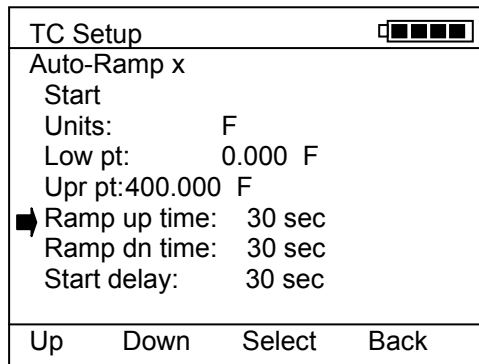 TC Setup
Auto-Ramp x
Start
Units: F
Low pt: 0.000 F
Upr pt:400.000 F
Ramp up time: 30 sec
Ramp dn time: 30 sec
Start delay: 30 sec
Up Down Select Back